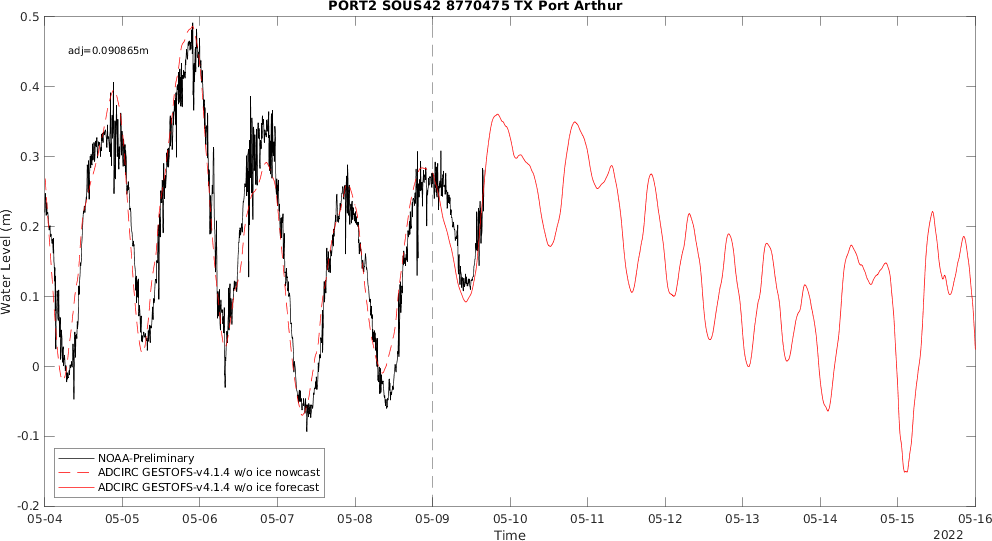 PORT2 SOUS42 8770475 TX Port Arthur
adj=0.090865m
0.5
0.4
0.3
0.2
0.1
0
-0.1
-0.2
Water Level (m)
NOAA-Preliminary
ADCIRC GESTOFS-v4.1.4 w/o ice nowcast
ADCIRC GESTOFS-v4.1.4 w/o ice forecast
05-04 05-05 05-06 05-07 05-08 05-09 05-10 05-11 05-12 05-13 05-14 05-15 05-16
Time
2022